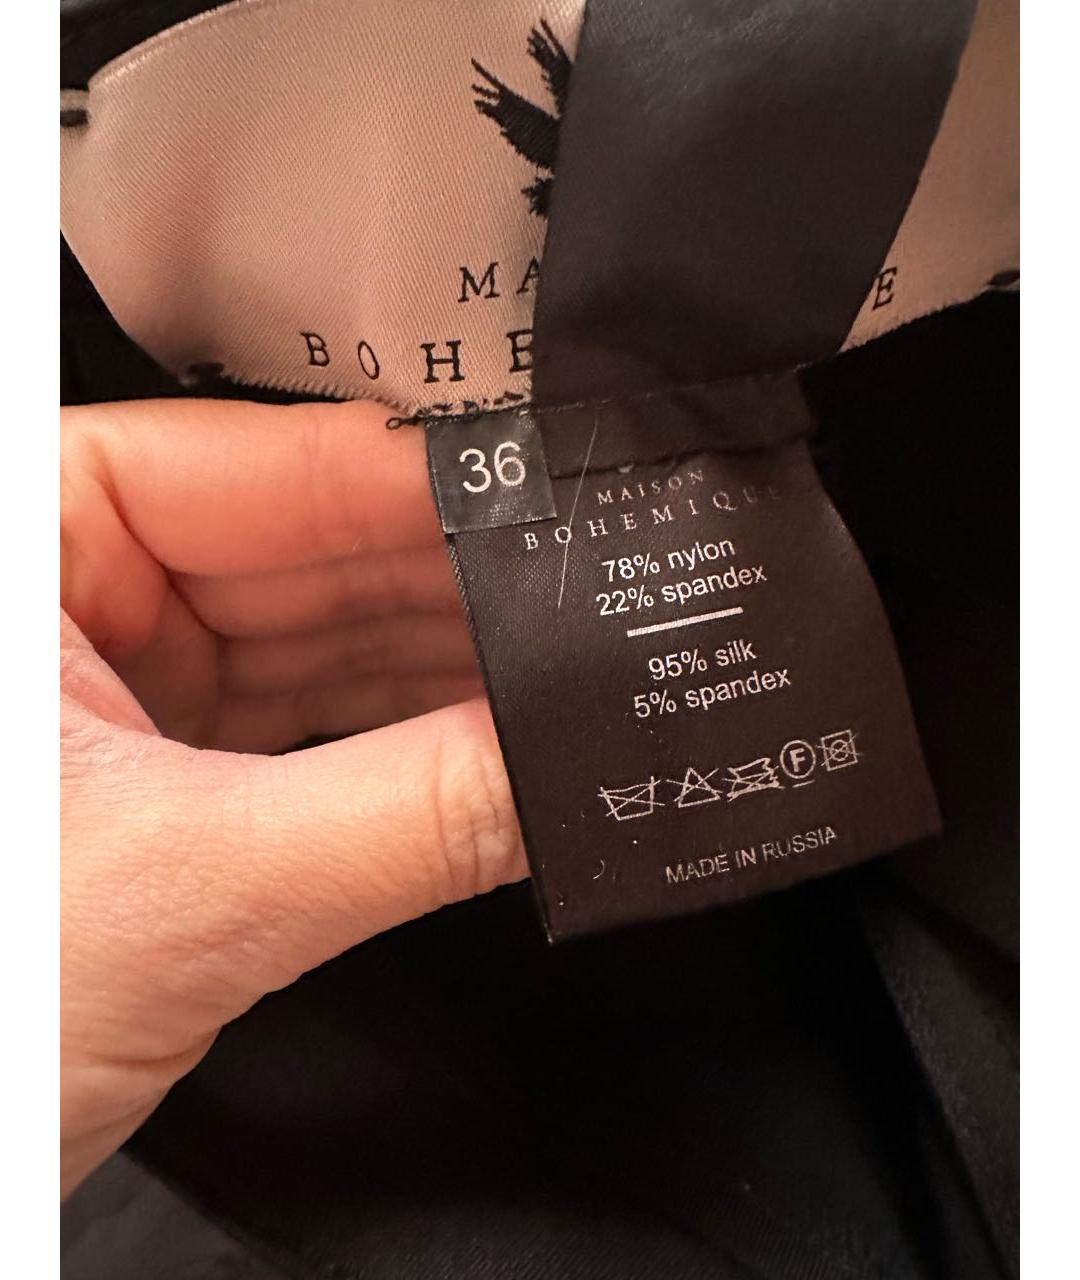 MA E
BOHE
36
MAISON
BOHEMIQUE
78% nylon
22% spandex
95% silk
5% spandex
F
MADE IN RUSSIA